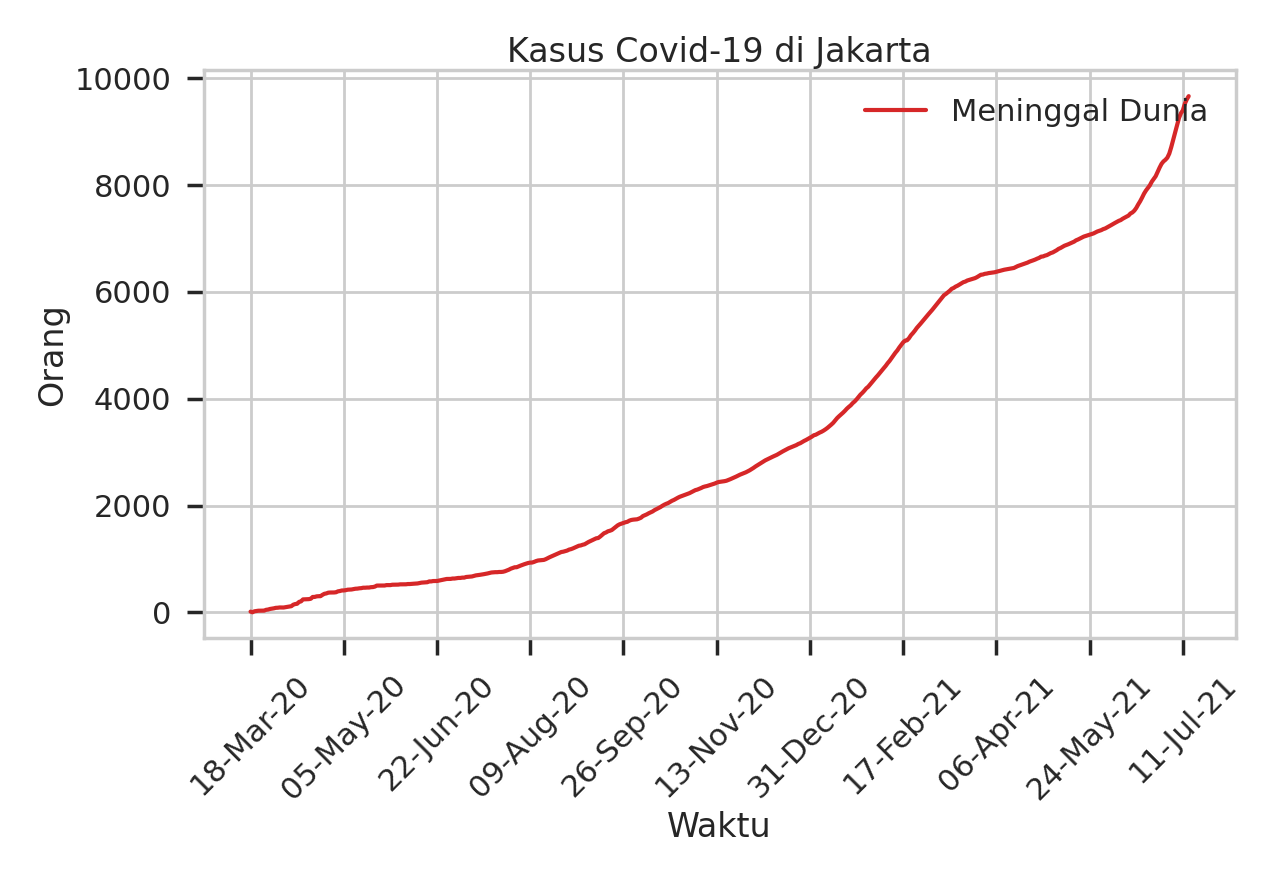 Kasus Covid-19 di Jakarta
Meninggal Dunia
10000
8000
6000
4000
2000
0
Orang
18-Mar-20
05-May-20
22-Jun-20
09-Aug-20
26-Sep-20
13-Nov-20
31-Dec-20
17-Feb-21
06-Apr-21
24-May-21
11-Jul-21
Waktu